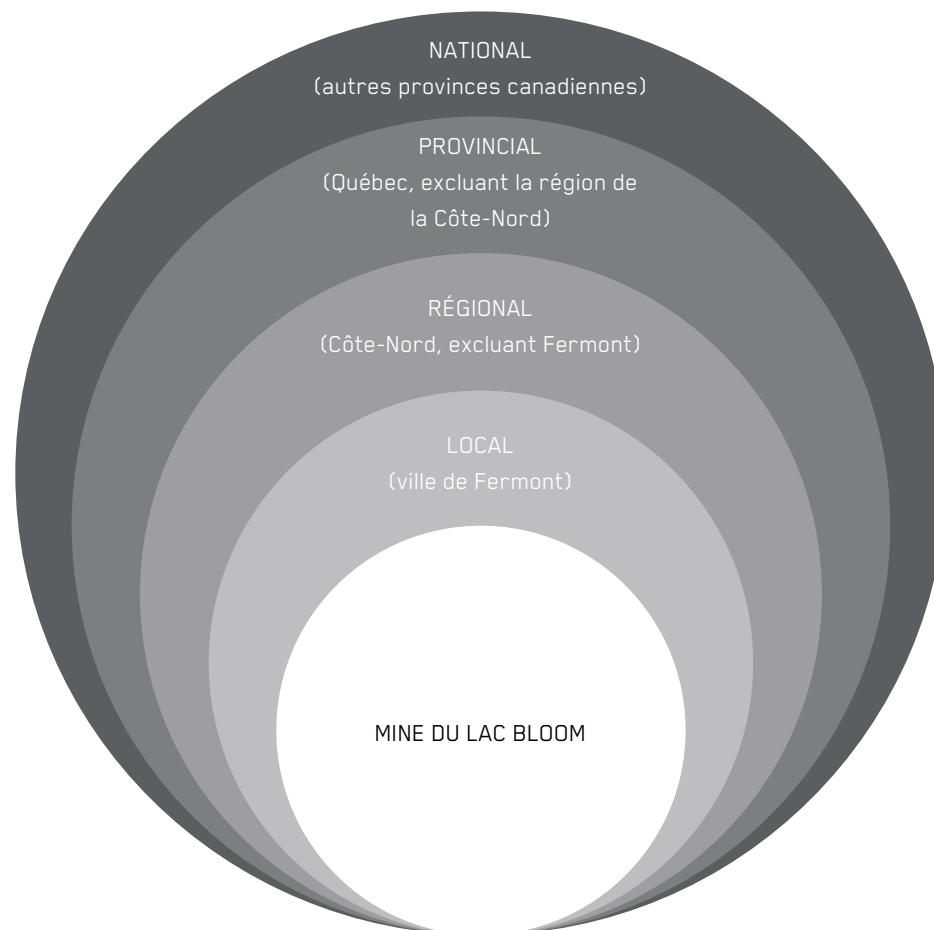 NATIONAL
(autres provinces canadiennes)
PROVINCIAL
(Québec, excluant la région de
la Côte-Nord)
RÉGIONAL
(Côte-Nord, excluant Fermont)
LOCAL
(ville de Fermont)
MINE DU LAC BLOOM